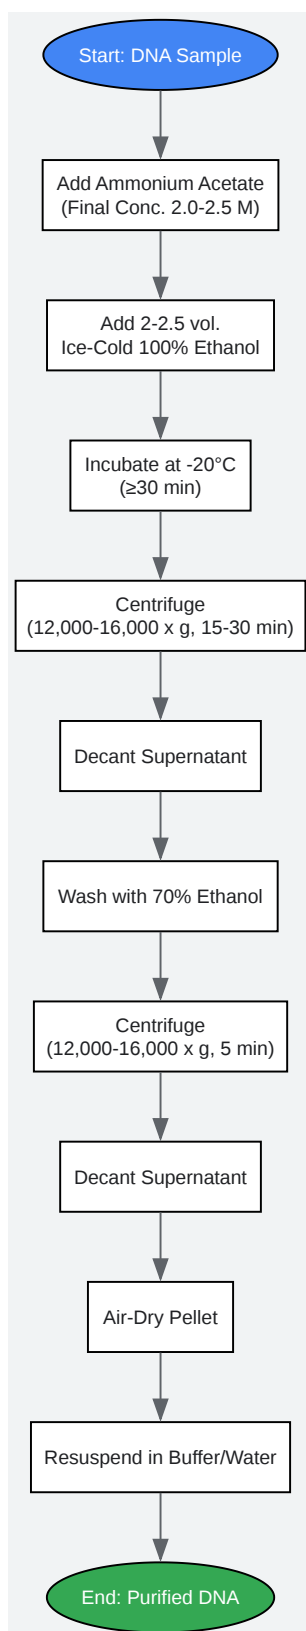 Start: DNA Sample
Add Ammonium Acetate
(Final Conc. 2.0-2.5 M)
Add 2-2.5 vol.
Ice-Cold 100% Ethanol
Incubate at -20°C
(≥30 min)
Centrifuge
(12,000-16,000 x g, 15-30 min)
Decant Supernatant
Wash with 70% Ethanol
Centrifuge
(12,000-16,000 x g, 5 min)
Decant Supernatant
Air-Dry Pellet
Resuspend in Buffer/Water
End: Purified DNA